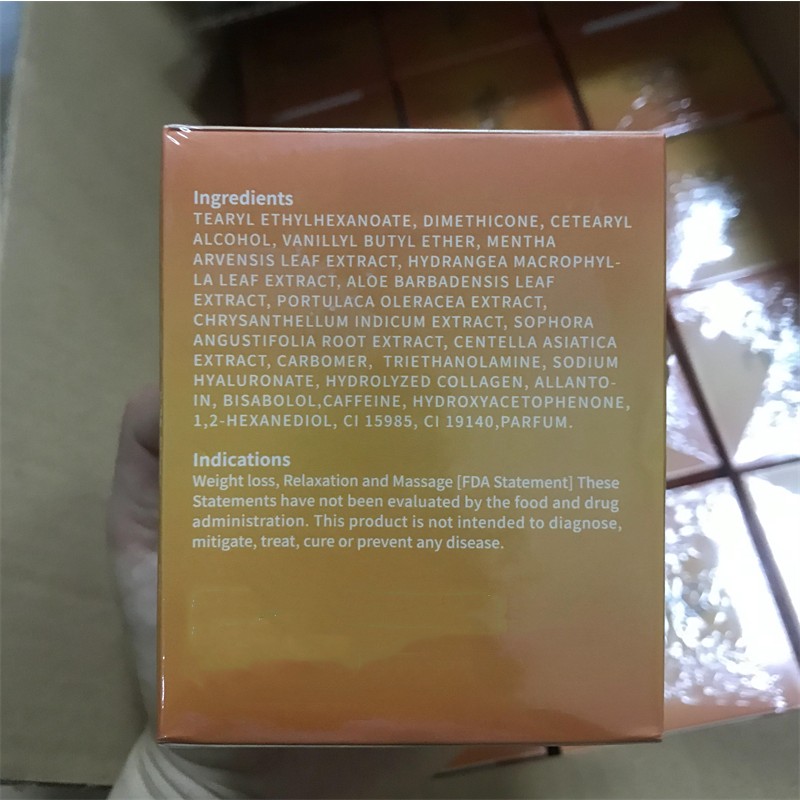 Ingredients
TEARYL ETHYLHEXANOATE, DIMETHICONE, CETEARYL
ALCOHOL, VANILLYL BUTYL ETHER, MENTHA
ARVENSIS LEAF EXTRACT, HYDRANGEA MACROPHYL-
LA LEAF EXTRACT, ALOE BARBADENSIS LEAF
EXTRACT, PORTULACA OLERACEA EXTRACT,
CHRYSANTHELLUM INDICUM EXTRACT, SOPHORA
ANGUSTIFOLIA ROOT EXTRACT, CENTELLA ASIATICA
EXTRACT, CARBOMER, TRIETHANOLAMINE, SODIUM
HYALURONATE, HYDROLYZED COLLAGEN, ALLANTO-
IN, BISABOLOL,CAFFEINE, HYDROXYACETOPHENONE,
1,2-HEXANEDIOL, CI 15985, CI 19140,PARFUM.
Indications
Weight loss, Relaxation and Massage [FDA Statement] These
Statements have not been evaluated by the food and drug
administration. This product is not intended to diagnose,
mitigate, treat, cure or prevent any disease.